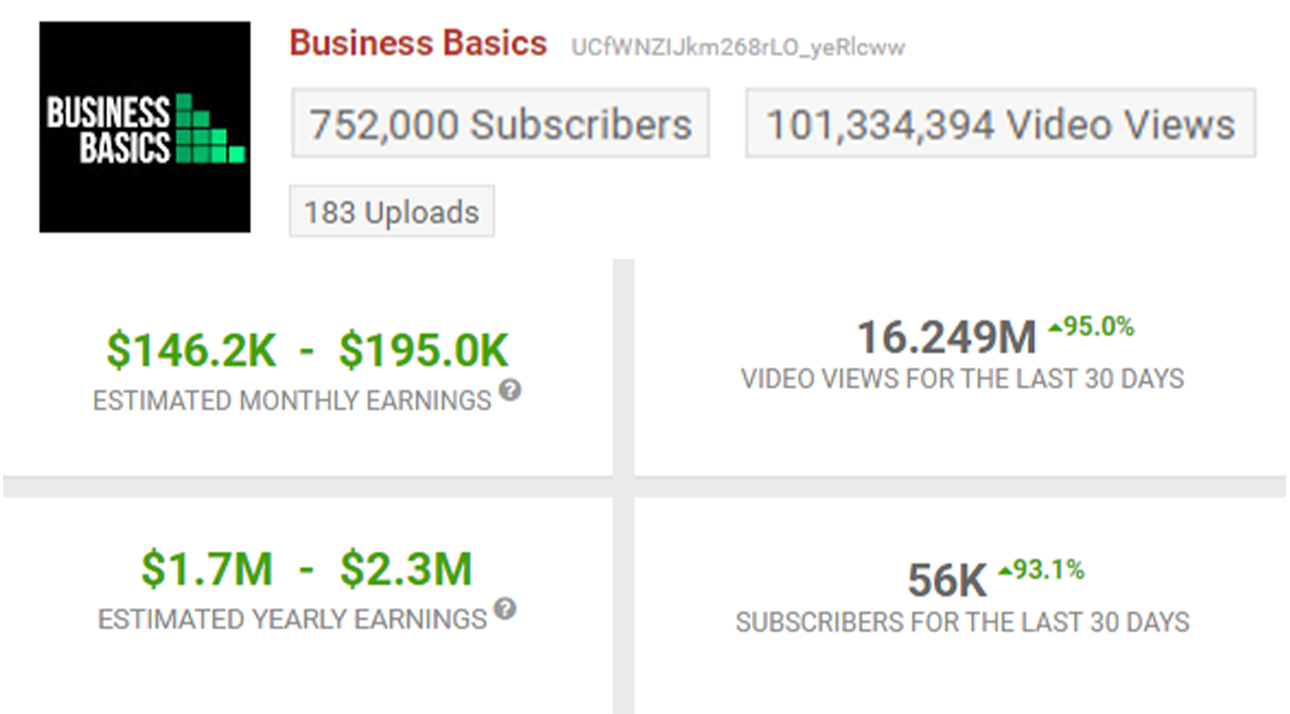 BUSINESS
BASICS
Business Basics UCfWNZIJkm268rLO_yeRlcww
752,000 Subscribers 101,334,394 Video Views
183 Uploads
$146.2K - $195.0K
ESTIMATED MONTHLY EARNINGS ?
16.249M 95.0%
VIDEO VIEWS FOR THE LAST 30 DAYS
$1.7M - $2.3M
ESTIMATED YEARLY EARNINGS ?
56K 93.1%
SUBSCRIBERS FOR THE LAST 30 DAYS